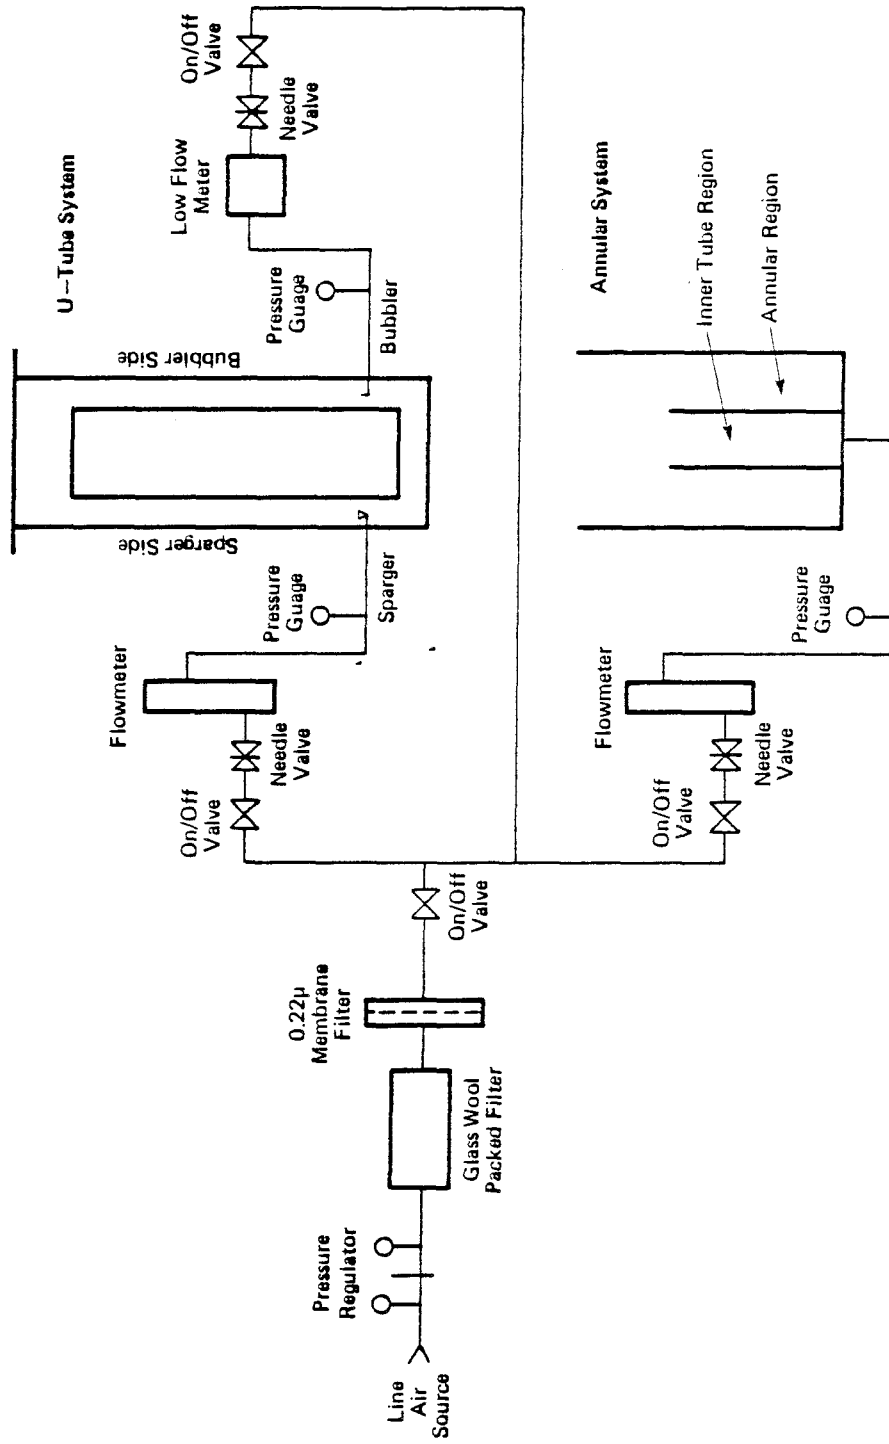 Line
Air
Source
Pressure
Regulator
Glass Wool
Packed Filter
0.22μ
Membrane
Filter
On/Off
Valve
On/Off
Valve
Needle
Valve
Flowmeter
Pressure
Guage
Sparger
Sparger Side
Bubbler Side
U–Tube System
Bubbler
Pressure
Guage
Low Flow
Meter
Needle
Valve
On/Off
Valve
On/Off
Valve
Needle
Valve
Flowmeter
Pressure
Guage
Annular System
Inner Tube Region
Annular Region